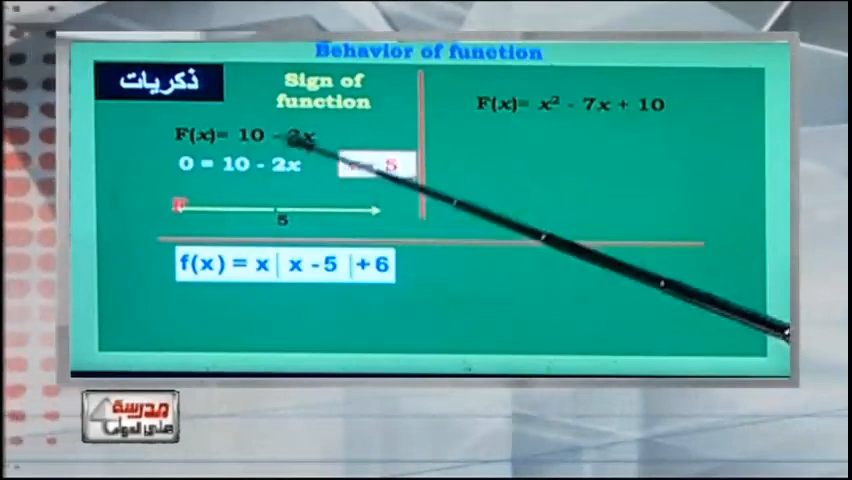 Behavior of function
ذكريات
Sign of
function
F(x)= 10 - 2x
0 = 10 - 2x
5
5
F(x)= x² - 7x + 10
f(x) = x | x - 5 | + 6
مدرسة
على الهواء